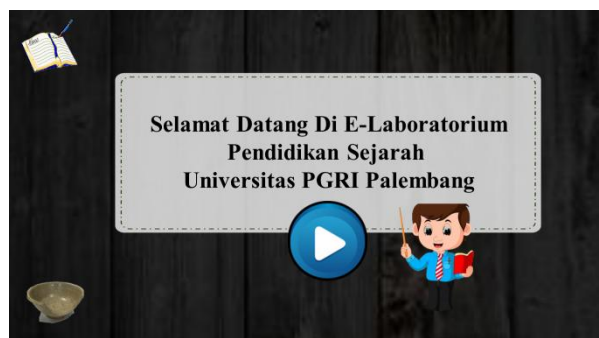 Selamat Datang Di E-Laboratorium
Pendidikan Sejarah
Universitas PGRI Palembang